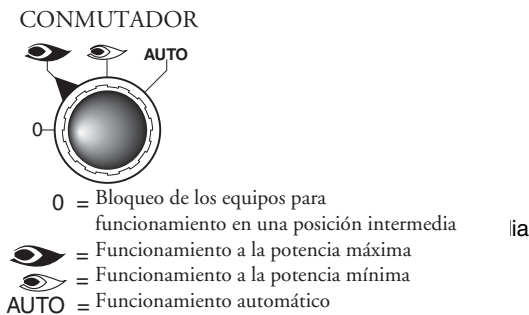 CONMUTADOR
AUTO
0
0 = Bloqueo de los equipos para
funcionamiento en una posición intermedia
lia
= Funcionamiento a la potencia máxima
= Funcionamiento a la potencia mínima
AUTO = Funcionamiento automático